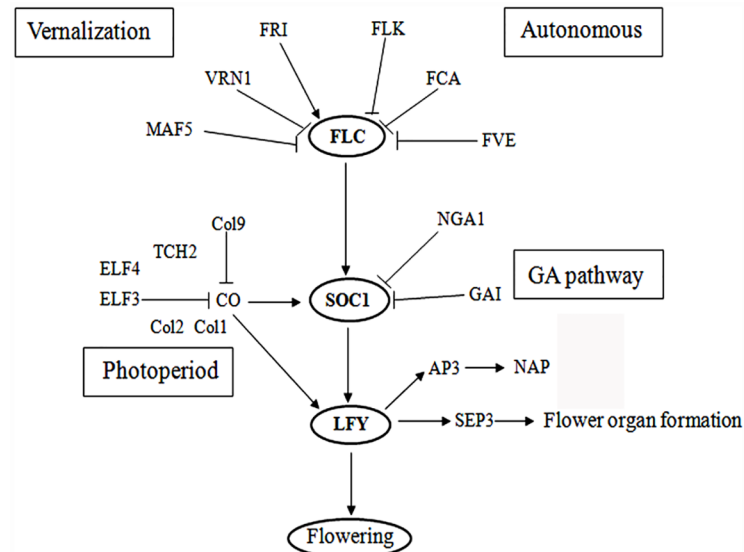 Vernalization
FRI
FLK
Autonomous
VRN1
FCA
MAF5
FLC
FVE
Col9
NGA1
TCH2
ELF4
GA pathway
ELF3
CO
SOC1
GAI
Col2 Col1
Photoperiod
AP3
NAP
LFY
SEP3
Flower organ formation
Flowering